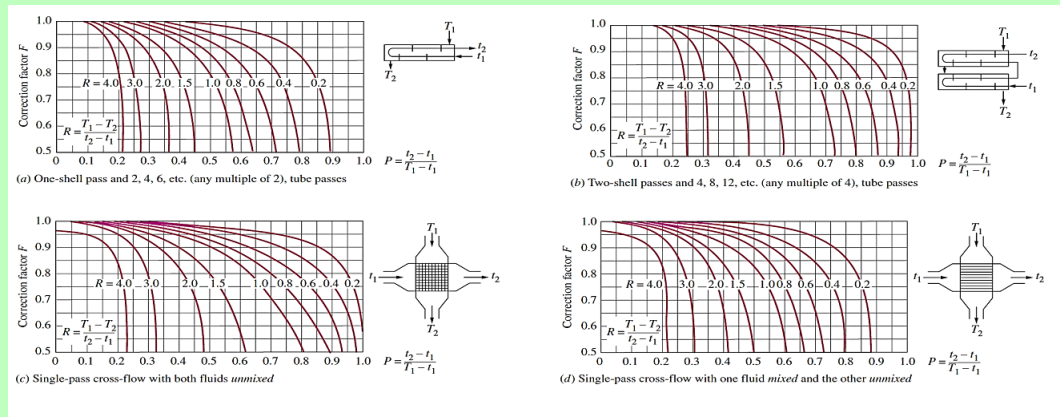 Correction factor F
1.0
0.9
0.8
0.7
0.6
0.5
R = 4.0 3.0 2.0 1.5 1.0 0.8 0.6 0.4 0.2
R = T₁ – T₂
t₂ – t₁
0 0.1 0.2 0.3 0.4 0.5 0.6 0.7 0.8 0.9 1.0
T₁
t₂
t₁
T₂
P = t₂ – t₁
T₁ – t₁
(a) One-shell pass and 2, 4, 6, etc. (any multiple of 2), tube passes
Correction factor F
1.0
0.9
0.8
0.7
0.6
0.5
R = 4.0 3.0 2.0 1.5 1.0 0.8 0.6 0.4 0.2
R = T₁ – T₂
t₂ – t₁
0 0.1 0.2 0.3 0.4 0.5 0.6 0.7 0.8 0.9 1.0
T₁
t₂
t₁
T₂
P = t₂ – t₁
T₁ – t₁
(b) Two-shell passes and 4, 8, 12, etc. (any multiple of 4), tube passes
Correction factor F
1.0
0.9
0.8
0.7
0.6
0.5
R = 4.0 3.0 2.0 1.5 1.0 0.8 0.6 0.4 0.2
R = T₁ – T₂
t₂ – t₁
0 0.1 0.2 0.3 0.4 0.5 0.6 0.7 0.8 0.9 1.0
T₁
t₁ t₂
T₂
P = t₂ – t₁
T₁ – t₁
(c) Single-pass cross-flow with both fluids unmixed
Correction factor F
1.0
0.9
0.8
0.7
0.6
0.5
R = 4.0 3.0 2.0 1.5 1.0 0.8 0.6 0.4 0.2
R = T₁ – T₂
t₂ – t₁
0 0.1 0.2 0.3 0.4 0.5 0.6 0.7 0.8 0.9 1.0
T₁
t₁ t₂
T₂
P = t₂ – t₁
T₁ – t₁
(d) Single-pass cross-flow with one fluid mixed and the other unmixed